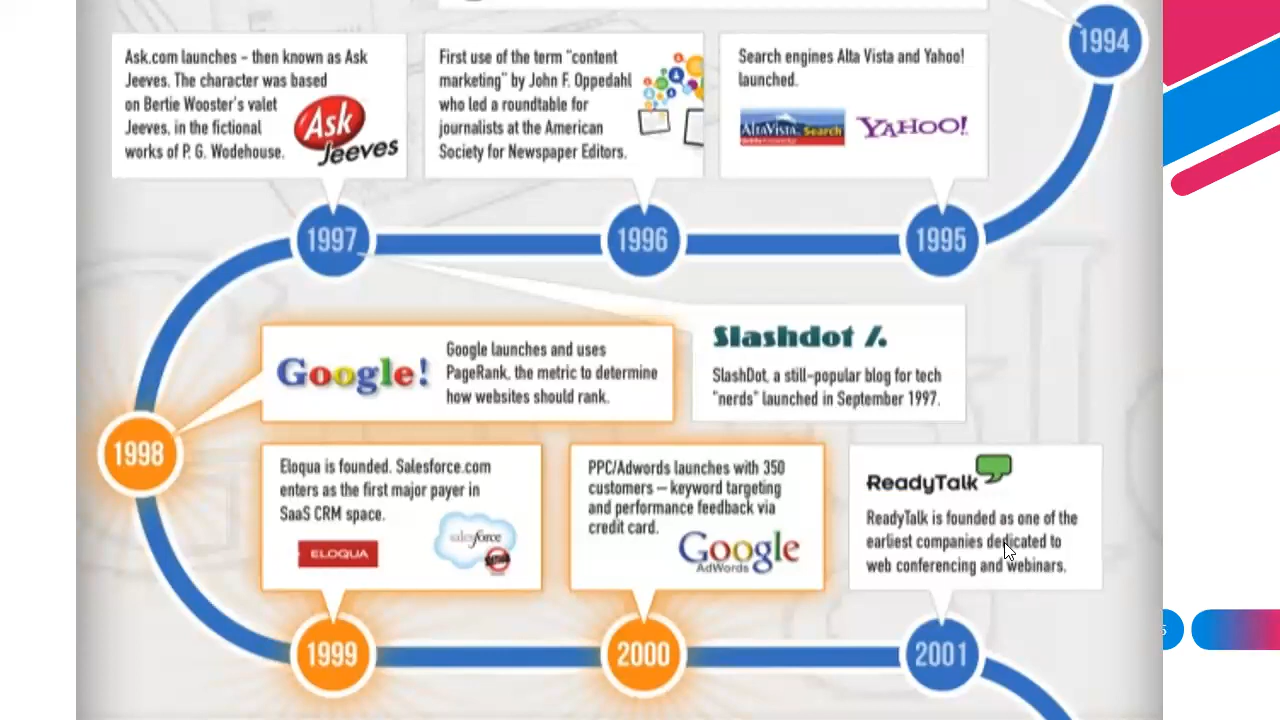 1994
Ask.com launches – then known as Ask
Jeeves. The character was based
on Bertie Wooster's valet
Jeeves, in the fictional
works of P. G. Wodehouse.
Ask
Jeeves
First use of the term "content
marketing" by John F. Oppedahl
who led a roundtable for
journalists at the American
Society for Newspaper Editors.
Search engines Alta Vista and Yahoo!
launched.
ALTAVISTA Search
YAHOO!
1997
1996
1995
Google!
Google launches and uses
PageRank, the metric to determine
how websites should rank.
Slashdot /.
SlashDot, a still-popular blog for tech
"nerds" launched in September 1997.
1998
Eloqua is founded. Salesforce.com
enters as the first major payer in
SaaS CRM space.
ELOQUA
salesforce
PPC/Adwords launches with 350
customers – keyword targeting
and performance feedback via
credit card.
Google
AdWords
ReadyTalk
ReadyTalk is founded as one of the
earliest companies dedicated to
web conferencing and webinars.
1999
2000
2001